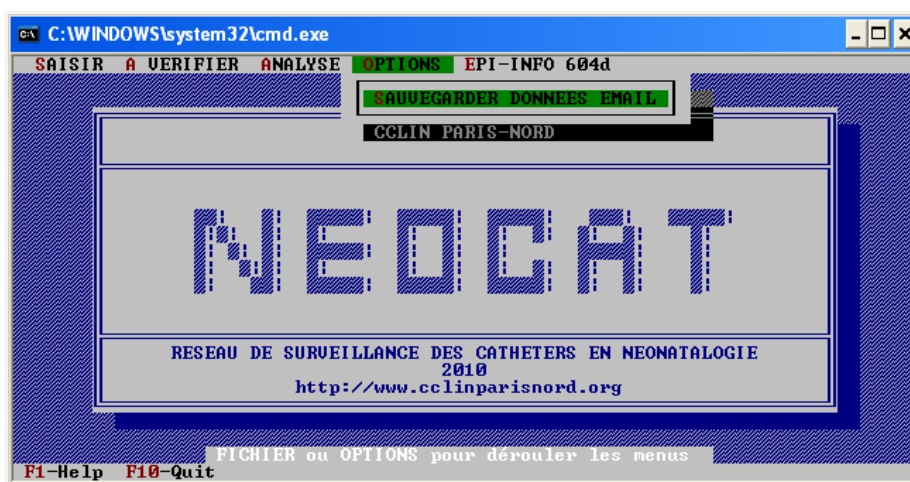 C:\WINDOWS\system32\cmd.exe
SAISIR A VERIFIER ANALYSE OPTIONS EPI-INFO 604d
SAUVEGARDER DONNEES EMAIL
CCLIN PARIS-NORD
NEOCAT
RESEAU DE SURVEILLANCE DES CATHETERS EN NEONATALOGIE
2010
http://www.cclinparisnord.org
FICHIER ou OPTIONS pour dérouler les menus
F1-Help F10-Quit